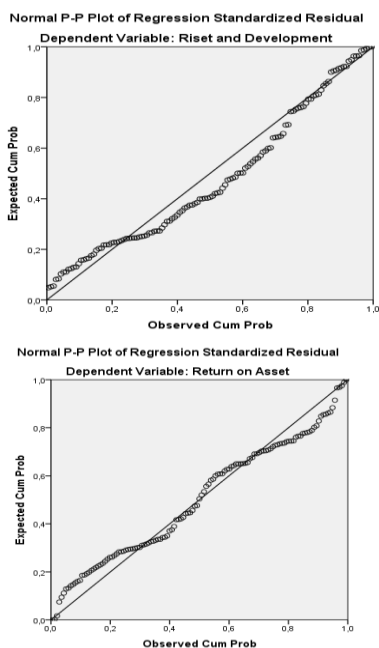 Normal P-P Plot of Regression Standardized Residual
Dependent Variable: Riset and Development
Expected Cum Prob
1,0
0,8
0,6
0,4
0,2
0,0
0,0 0,2 0,4 0,6 0,8 1,0
Observed Cum Prob
Normal P-P Plot of Regression Standardized Residual
Dependent Variable: Return on Asset
Expected Cum Prob
1,0
0,8
0,6
0,4
0,2
0,0
0,0 0,2 0,4 0,6 0,8 1,0
Observed Cum Prob